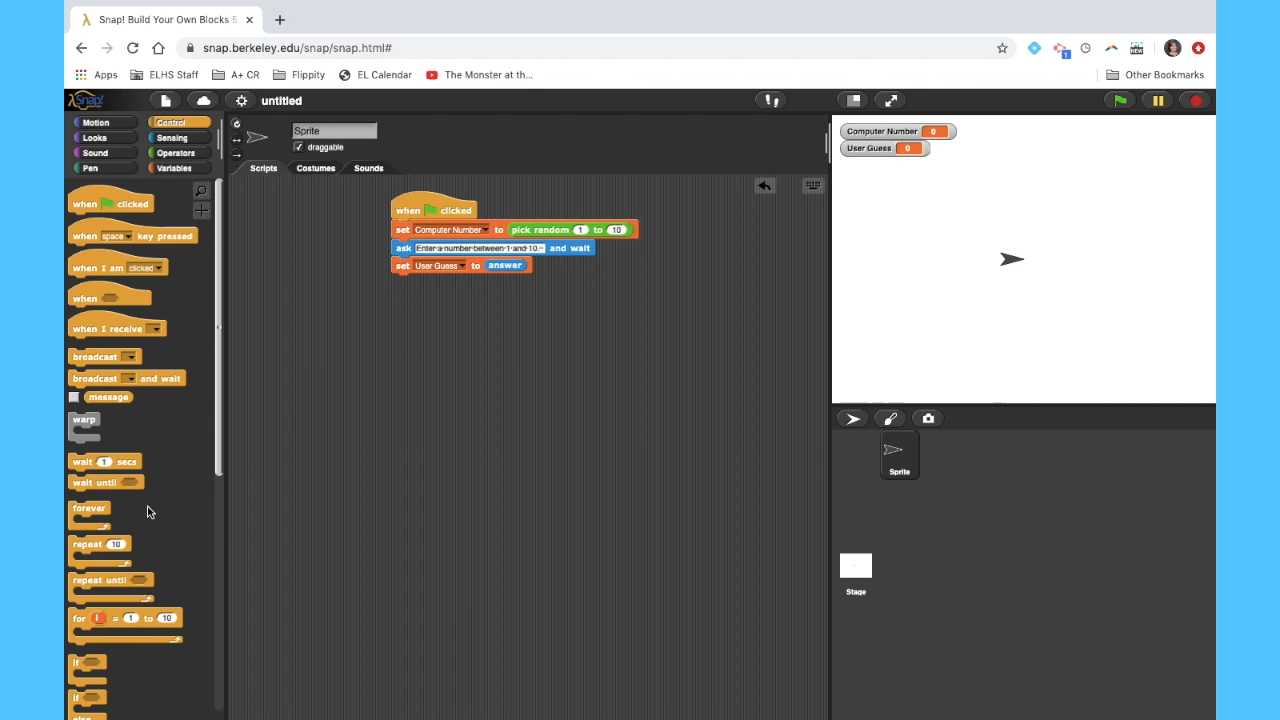 Snap! Build Your Own Blocks 5
snap.berkeley.edu/snap/snap.html#
1
NEW
Apps ELHS Staff A+ CR Flippity EL Calendar The Monster at th... Other Bookmarks
Snap! untitled
Motion Control
Looks Sensing
Sound Operators
Pen Variables
Sprite
draggable
Scripts Costumes Sounds
when clicked
when space key pressed
when I am clicked
when
when I receive
broadcast
broadcast and wait
message
warp
wait 1 secs
wait until
forever
repeat 10
repeat until
for i = 1 to 10
if
if
else
when clicked
set Computer Number to pick random 1 to 10
ask Enter a number between 1 and 10. and wait
set User Guess to answer
Computer Number 0
User Guess 0
Sprite
Stage